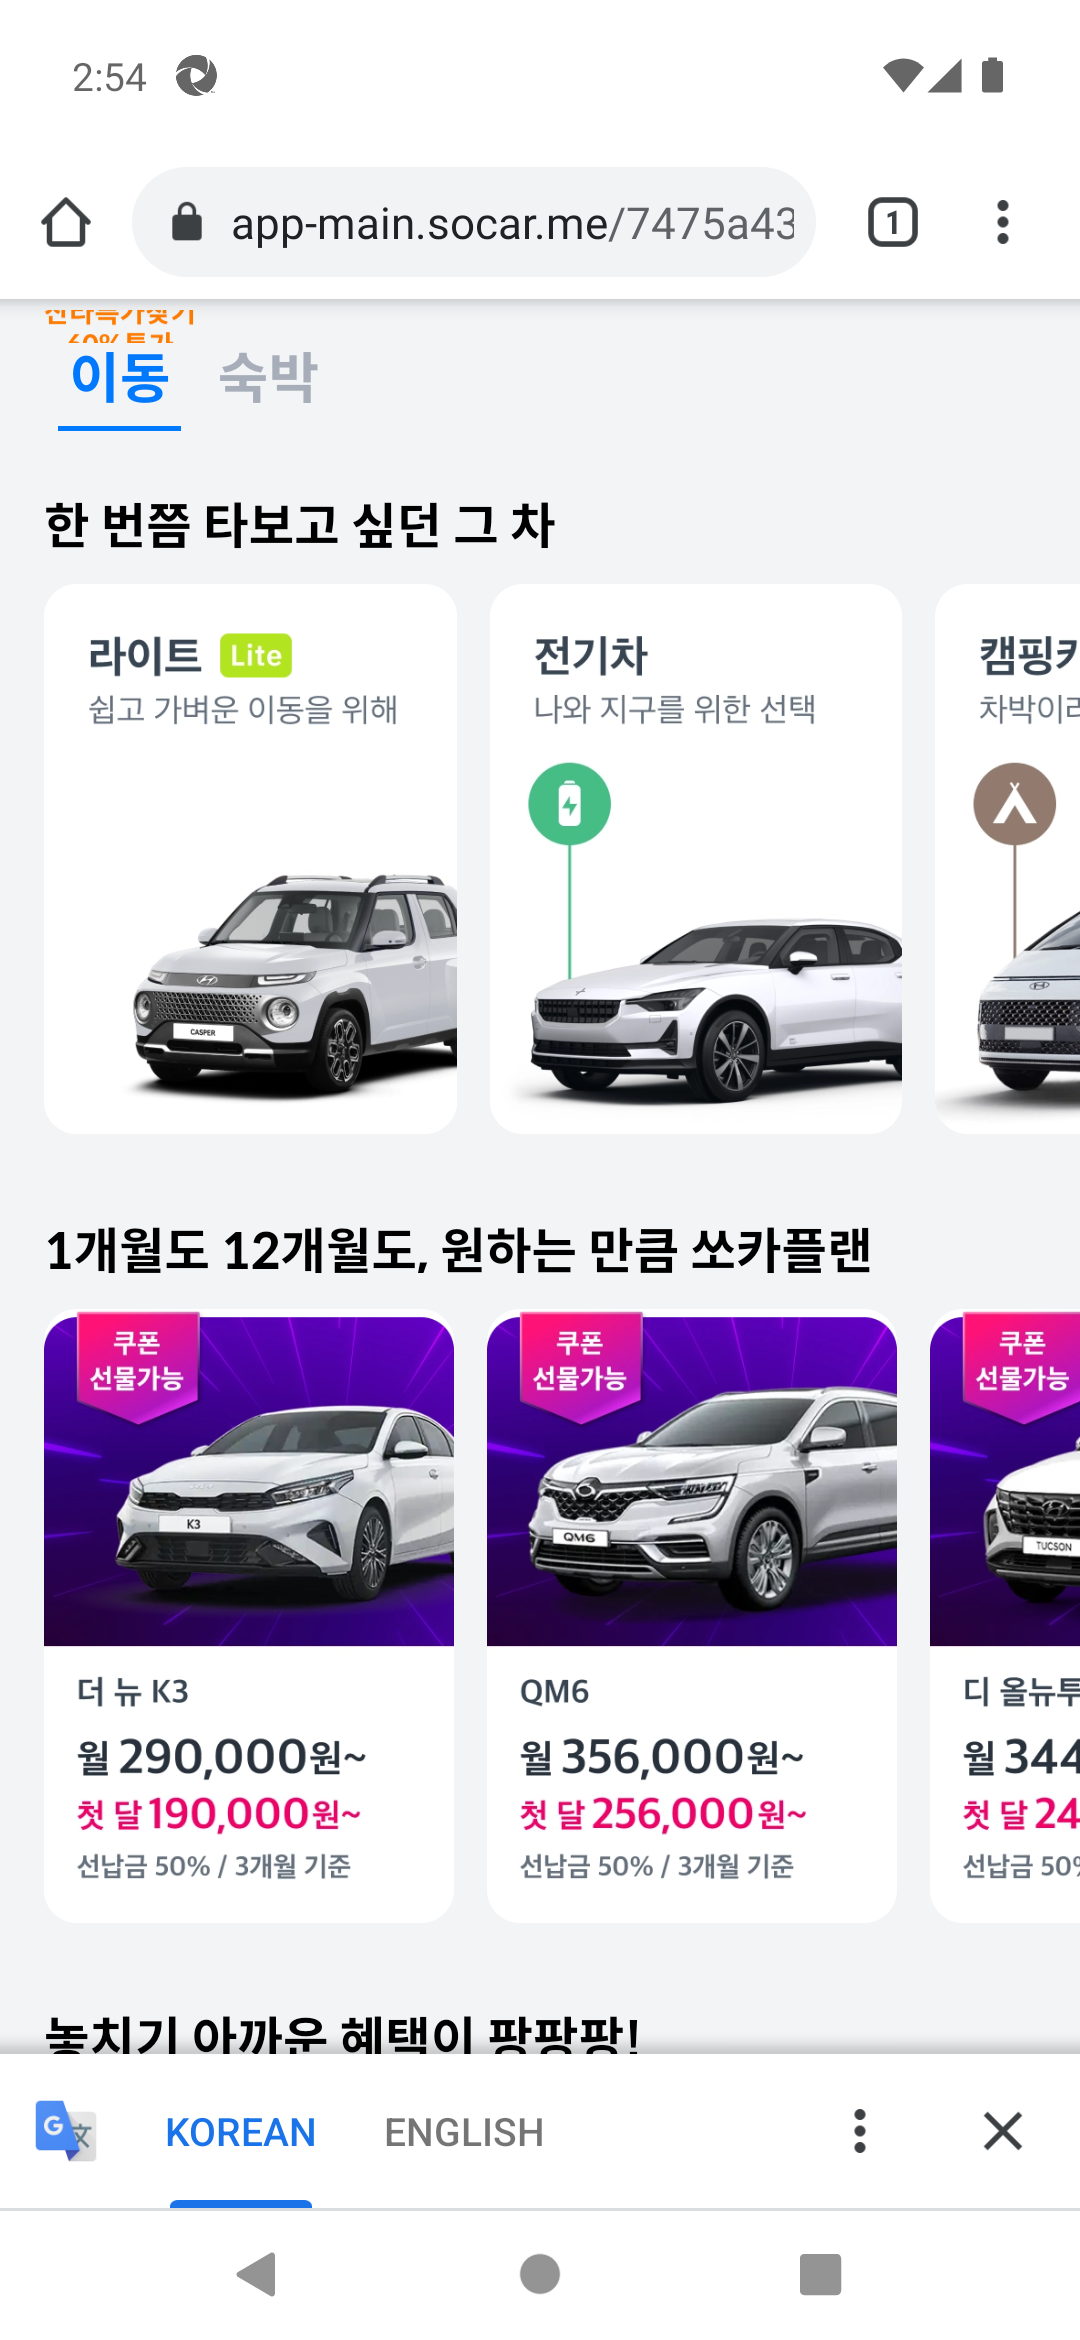 2:54
app-main.socar.me/7475a43
1
이동 숙박
한 번쯤 타보고 싶던 그 차
라이트 Lite
쉽고 가벼운 이동을 위해
CASPER
전기차
나와 지구를 위한 선택
캠핑카
차박이라
1개월도 12개월도, 원하는 만큼 쏘카플랜
쿠폰
선물가능
K3
더 뉴 K3
월 290,000원~
첫 달 190,000원~
선납금 50% / 3개월 기준
쿠폰
선물가능
QM6
QM6
월 356,000원~
첫 달 256,000원~
선납금 50% / 3개월 기준
쿠폰
선물가능
TUCSON
디 올뉴투
월 344
첫 달 24
선납금 50%
놓치기 아까운 혜택이 팡팡팡!
KOREAN ENGLISH